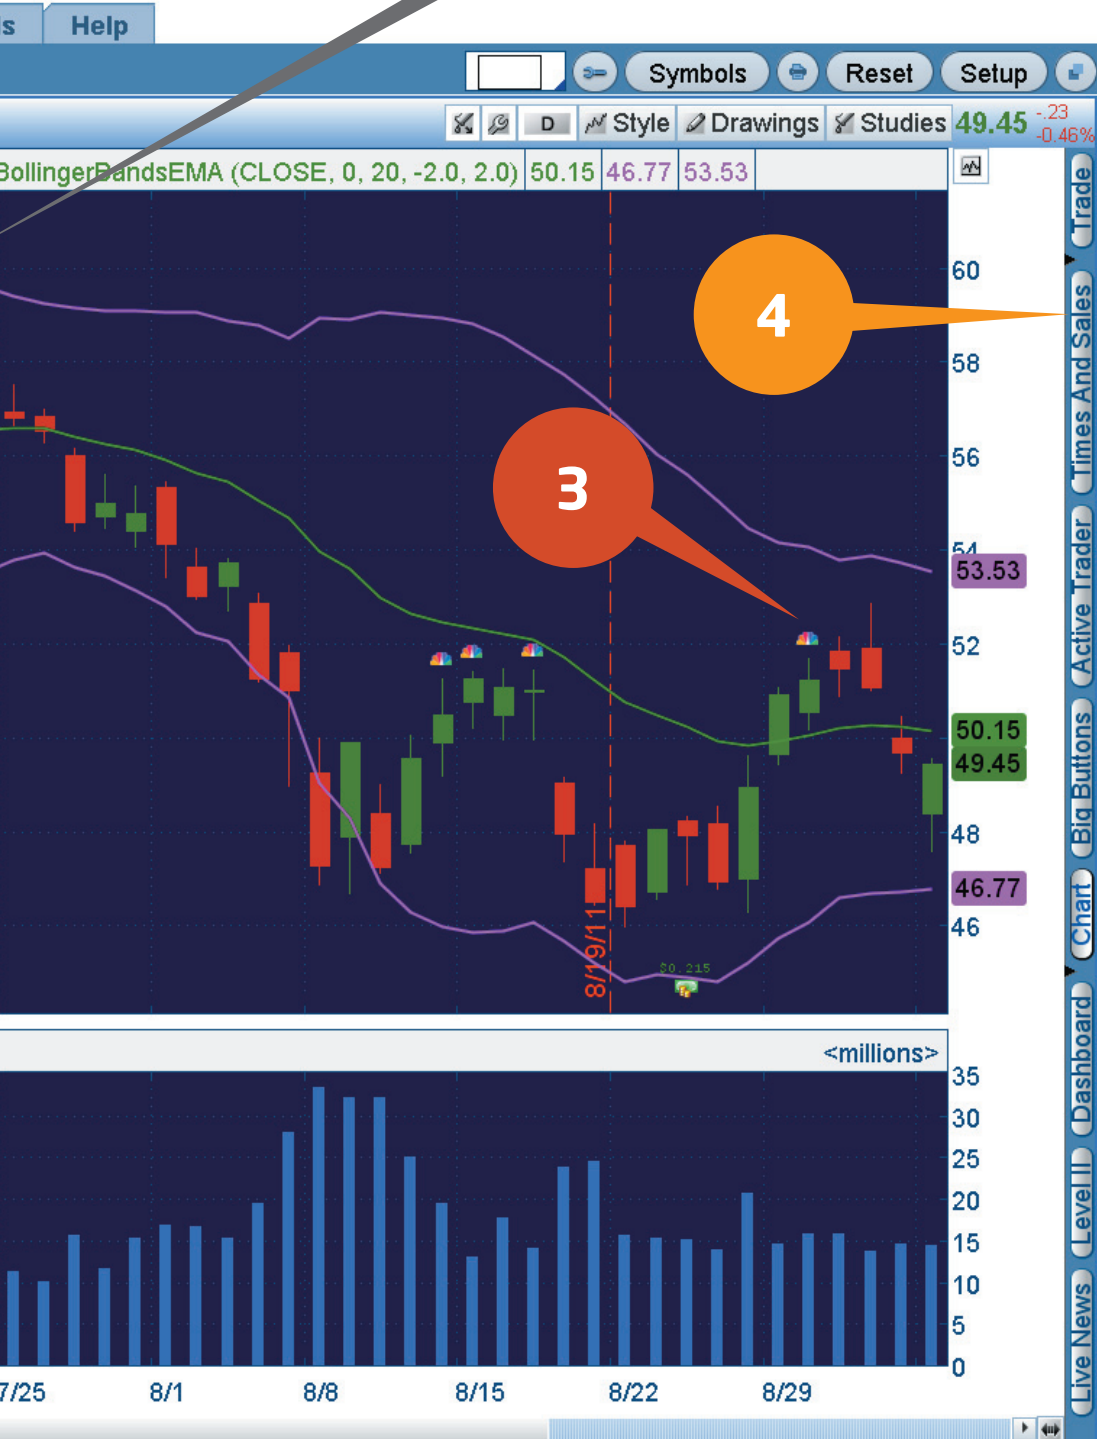 ls
Help
Symbols
Reset
Setup
D
Style
Drawings
Studies
49.45
-.23
-0.46%
BollingerBandsEMA (CLOSE, 0, 20, -2.0, 2.0)
50.15
46.77
53.53
60
58
56
54
53.53
52
50.15
49.45
48
46.77
46
4
3
8/19/11
$0.215
<millions>
35
30
25
20
15
10
5
0
7/25
8/1
8/8
8/15
8/22
8/29
Trade
Times And Sales
Active Trader
Big Buttons
Chart
Dashboard
Level II
Live News